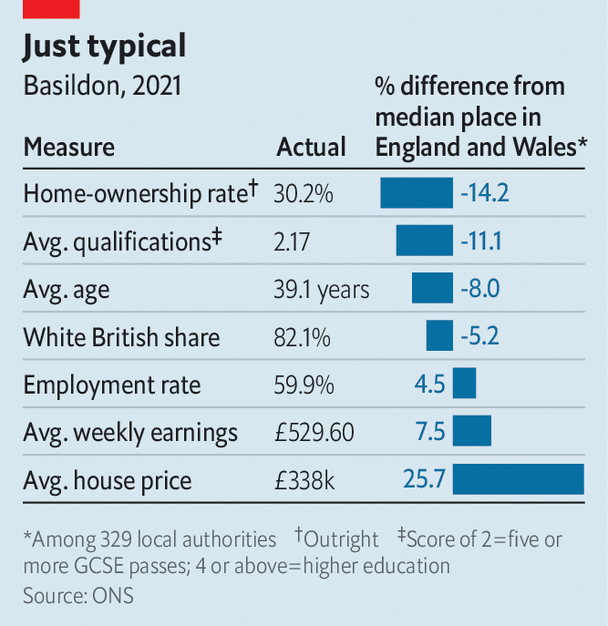 Just typical
Basildon, 2021
% difference from
median place in
England and Wales*
Measure Actual
Home-ownership rate† 30.2% -14.2
Avg. qualifications‡ 2.17 -11.1
Avg. age 39.1 years -8.0
White British share 82.1% -5.2
Employment rate 59.9% 4.5
Avg. weekly earnings £529.60 7.5
Avg. house price £338k 25.7
*Among 329 local authorities †Outright ‡Score of 2=five or
more GCSE passes; 4 or above=higher education
Source: ONS